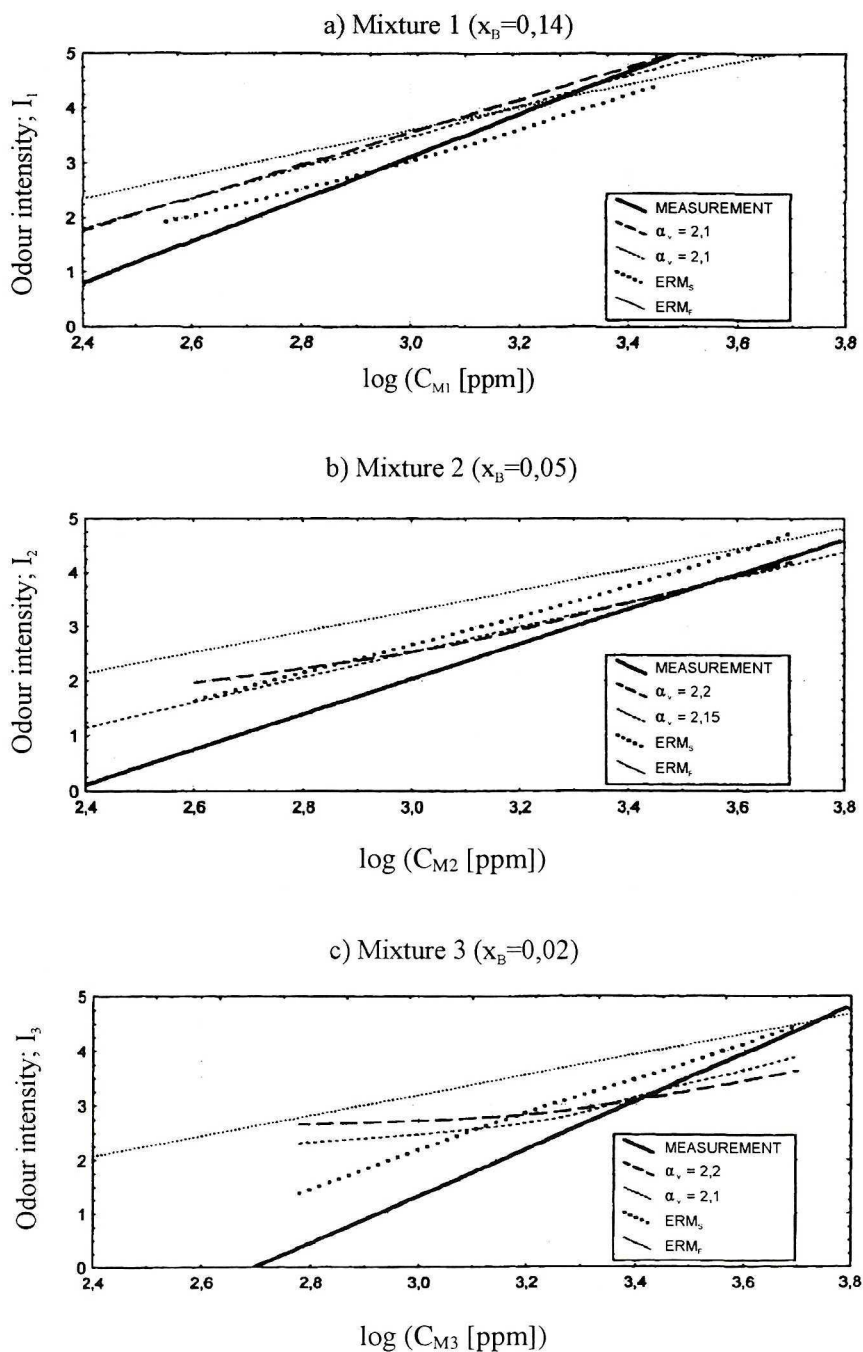 a) Mixture 1 (x_B=0,14)
Odour intensity; I_1
5
4
3
2
1
0
MEASUREMENT
α_v = 2,1
α_v = 2,1
ERM_S
ERM_F
2,4 2,6 2,8 3,0 3,2 3,4 3,6 3,8
log (C_M1 [ppm])
b) Mixture 2 (x_B=0,05)
Odour intensity; I_2
5
4
3
2
1
0
MEASUREMENT
α_v = 2,2
α_v = 2,15
ERM_S
ERM_F
2,4 2,6 2,8 3,0 3,2 3,4 3,6 3,8
log (C_M2 [ppm])
c) Mixture 3 (x_B=0,02)
Odour intensity; I_3
5
4
3
2
1
0
MEASUREMENT
α_v = 2,2
α_v = 2,1
ERM_S
ERM_F
2,4 2,6 2,8 3,0 3,2 3,4 3,6 3,8
log (C_M3 [ppm])